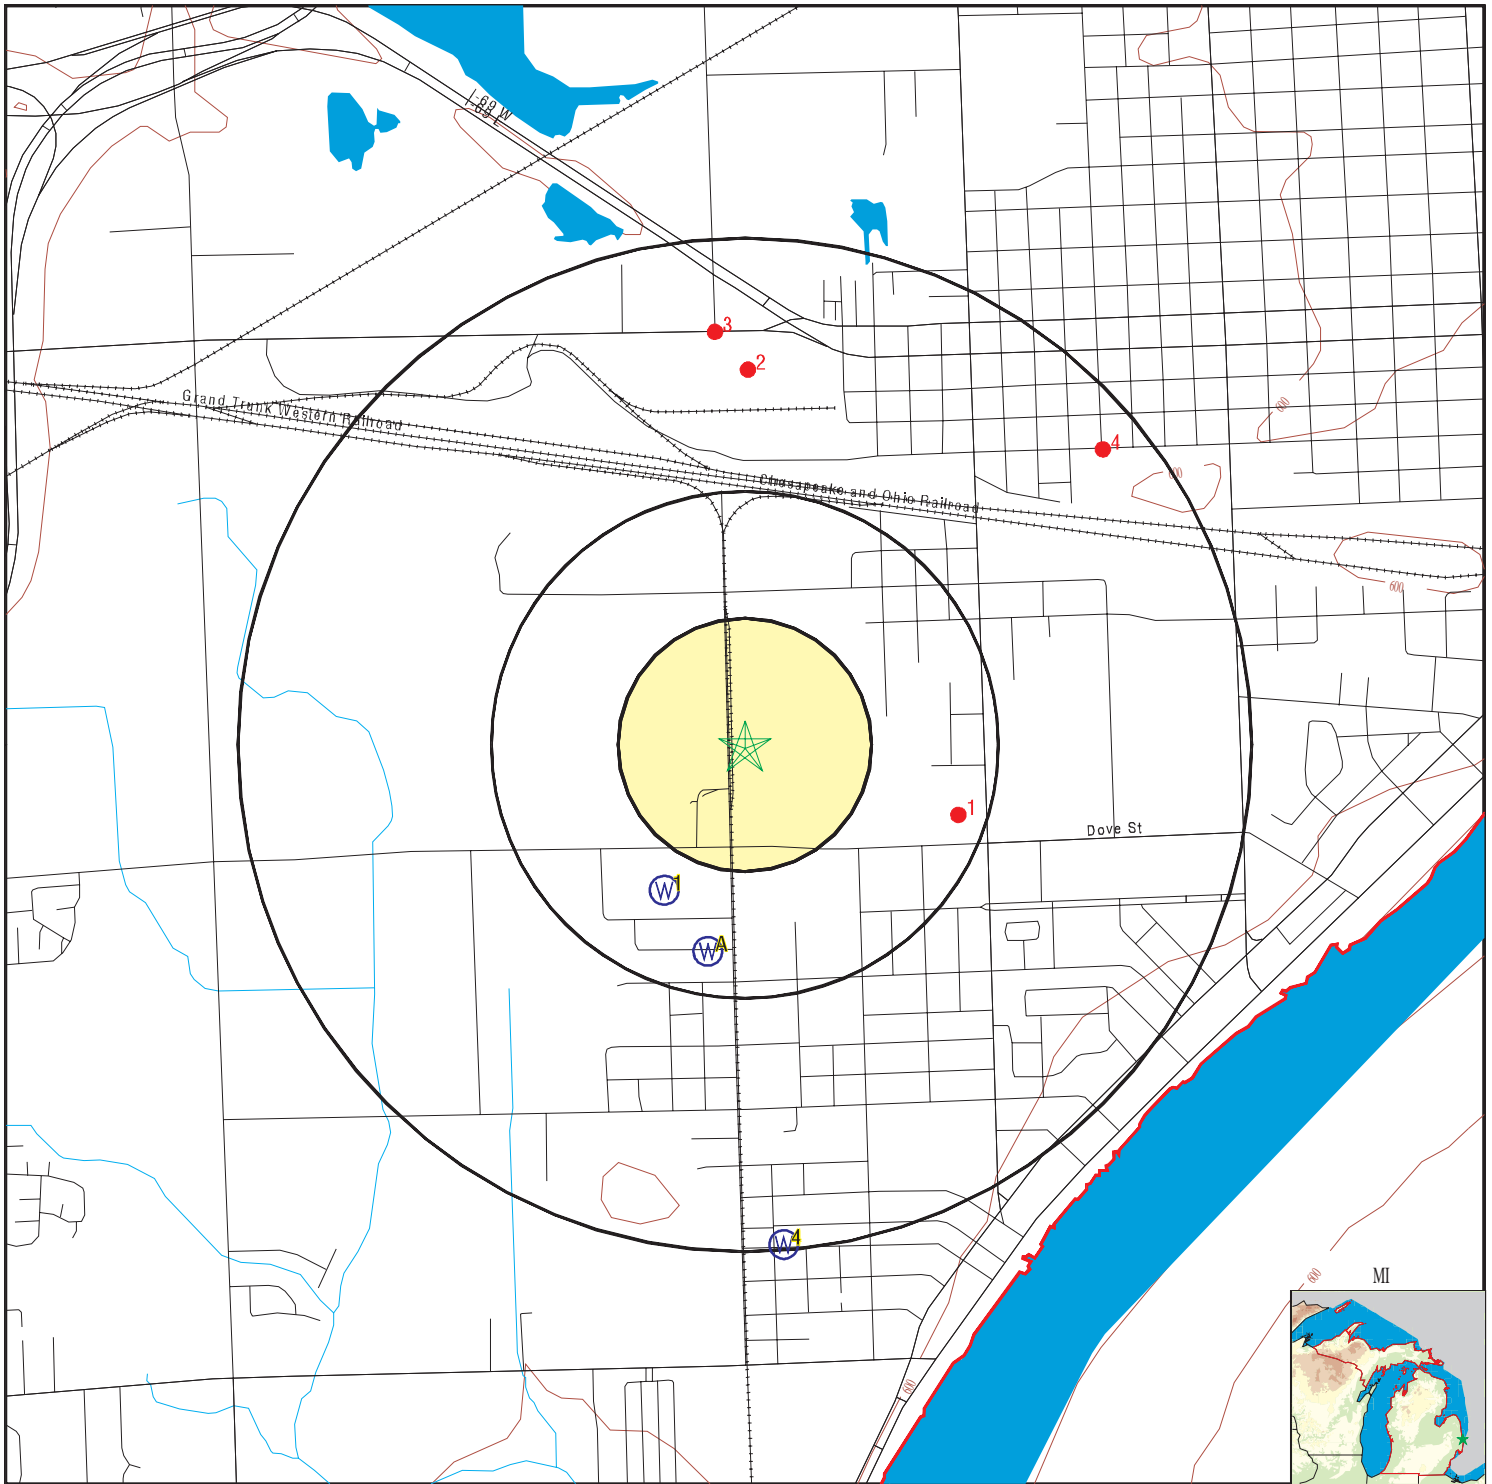 I-69 W
I-69 E
3
2
600
Grand Trunk Western Railroad
4
600
Chesapeake and Ohio Railroad
600
1
Dove St
W 1
W A
W 4
600
MI
600